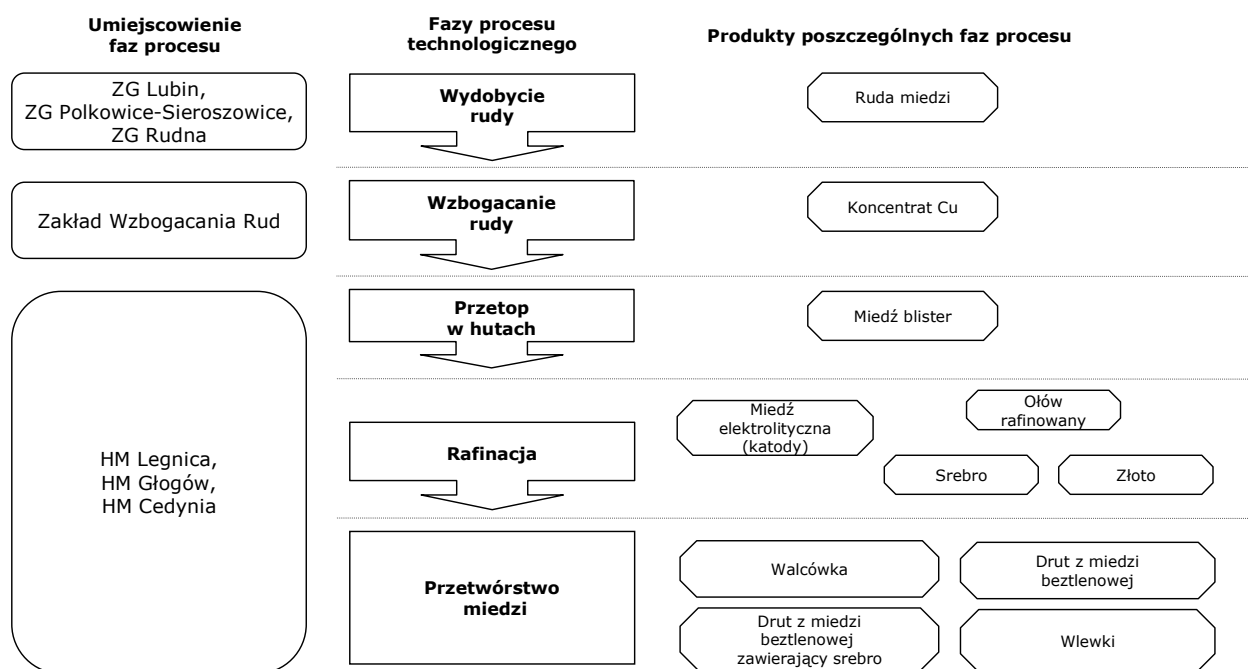 Umiejscowienie
faz procesu
Fazy procesu
technologicznego
Produkty poszczególnych faz procesu
ZG Lubin,
ZG Polkowice-Sieroszowice,
ZG Rudna
Wydobycie
rudy
Ruda miedzi
Zakład Wzbogacania Rud
Wzbogacanie
rudy
Koncentrat Cu
HM Legnica,
HM Głogów,
HM Cedynia
Przetop
w hutach
Miedź blister
Rafinacja
Miedź
elektrolityczna
(katody)
Ołów
rafinowany
Srebro
Złoto
Przetwórstwo
miedzi
Walcówka
Drut z miedzi
beztlenowej
Drut z miedzi
beztlenowej
zawierający srebro
Wlewki